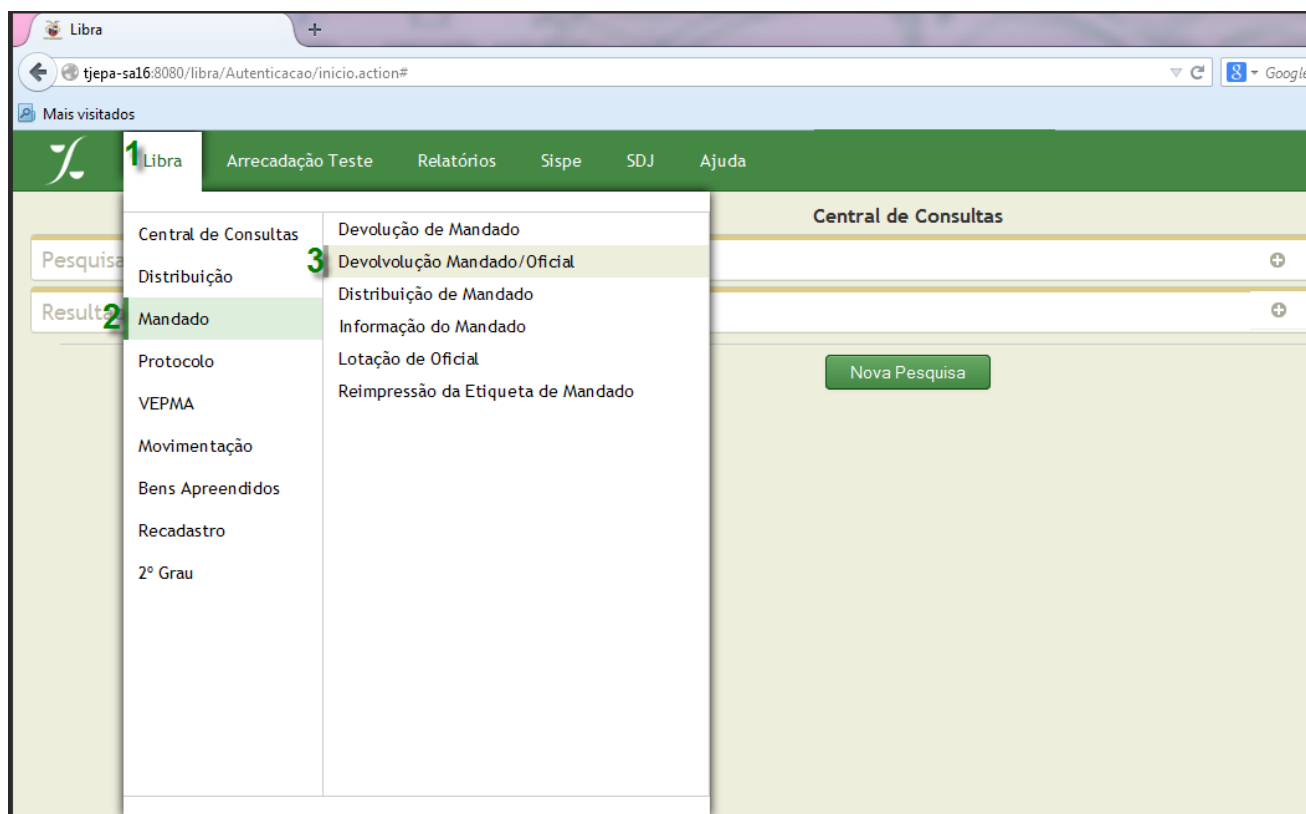 Libra +
tjepa-sa16:8080/libra/Autenticacao/inicio.action# 8 Google
Mais visitados
1 Libra Arrecadação Teste Relatórios Sispe SDJ Ajuda
Central de Consultas
Pesquisa
Resulta
Nova Pesquisa
Central de Consultas
Distribuição
2 Mandado
Protocolo
VEPMA
Movimentação
Bens Apreendidos
Recadastro
2º Grau
Devolução de Mandado
3 Devolvolução Mandado/Oficial
Distribuição de Mandado
Informação do Mandado
Lotação de Oficial
Reimpressão da Etiqueta de Mandado